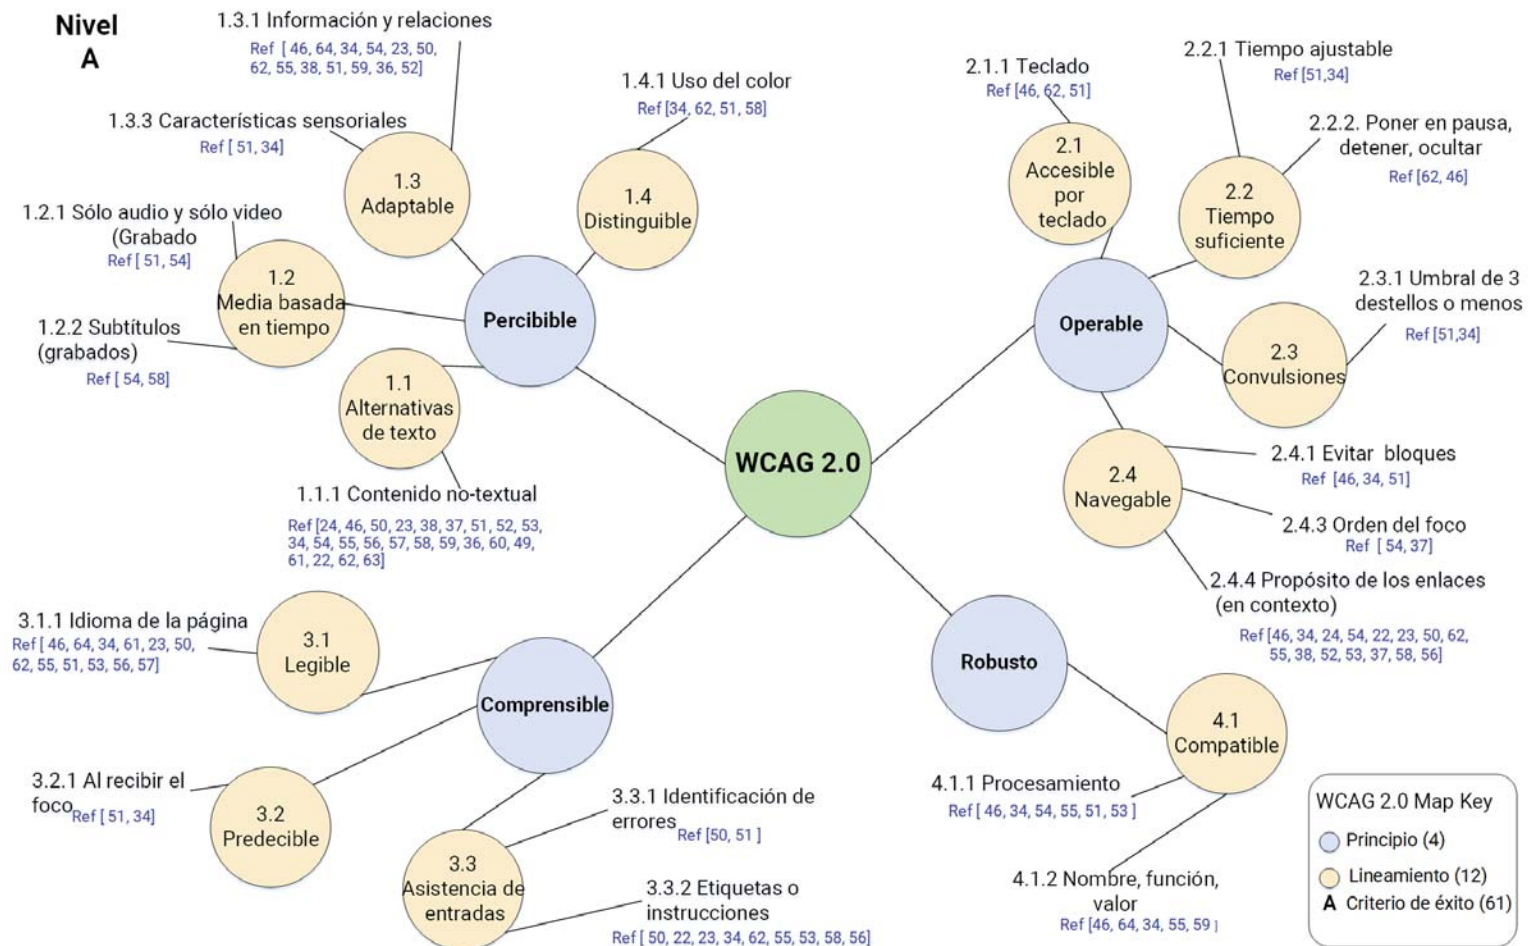 Nivel
A
1.3.1 Información y relaciones
Ref [ 46, 64, 34, 54, 23, 50,
62, 55, 38, 51, 59, 36, 52]
1.3.3 Características sensoriales
Ref [ 51, 34]
1.3
Adaptable
1.4.1 Uso del color
Ref [34, 62, 51, 58]
1.4
Distinguible
1.2.1 Sólo audio y sólo video
(Grabado
Ref [ 51, 54]
1.2
Media basada
en tiempo
1.2.2 Subtítulos
(grabados)
Ref [ 54, 58]
Percibible
1.1
Alternativas
de texto
1.1.1 Contenido no-textual
Ref [24, 46, 50, 23, 38, 37, 51, 52, 53,
34, 54, 55, 56, 57, 58, 59, 36, 60, 49,
61, 22, 62, 63]
WCAG 2.0
2.1.1 Teclado
Ref [46, 62, 51]
2.1
Accesible
por
teclado
2.2.1 Tiempo ajustable
Ref [51,34]
2.2.2. Poner en pausa,
detener, ocultar
Ref [62, 46]
2.2
Tiempo
suficiente
Operable
2.3.1 Umbral de 3
destellos o menos
Ref [51,34]
2.3
Convulsiones
2.4
Navegable
2.4.1 Evitar bloques
Ref [46, 34, 51]
2.4.3 Orden del foco
Ref [ 54, 37]
2.4.4 Propósito de los enlaces
(en contexto)
Ref [46, 34, 24, 54, 22, 23, 50, 62,
55, 38, 52, 53, 37, 58, 56]
3.1.1 Idioma de la página
Ref [ 46, 64, 34, 61, 23, 50,
62, 55, 51, 53, 56, 57]
3.1
Legible
Comprensible
3.2.1 Al recibir el
foco
Ref [ 51, 34]
3.2
Predecible
3.3.1 Identificación de
errores
Ref [50, 51 ]
3.3
Asistencia de
entradas
3.3.2 Etiquetas o
instrucciones
Ref [ 50, 22, 23, 34, 62, 55, 53, 58, 56]
Robusto
4.1
Compatible
4.1.1 Procesamiento
Ref [ 46, 34, 54, 55, 51, 53 ]
4.1.2 Nombre, función,
valor
Ref [46, 64, 34, 55, 59 ]
WCAG 2.0 Map Key
Principio (4)
Lineamiento (12)
A Criterio de éxito (61)